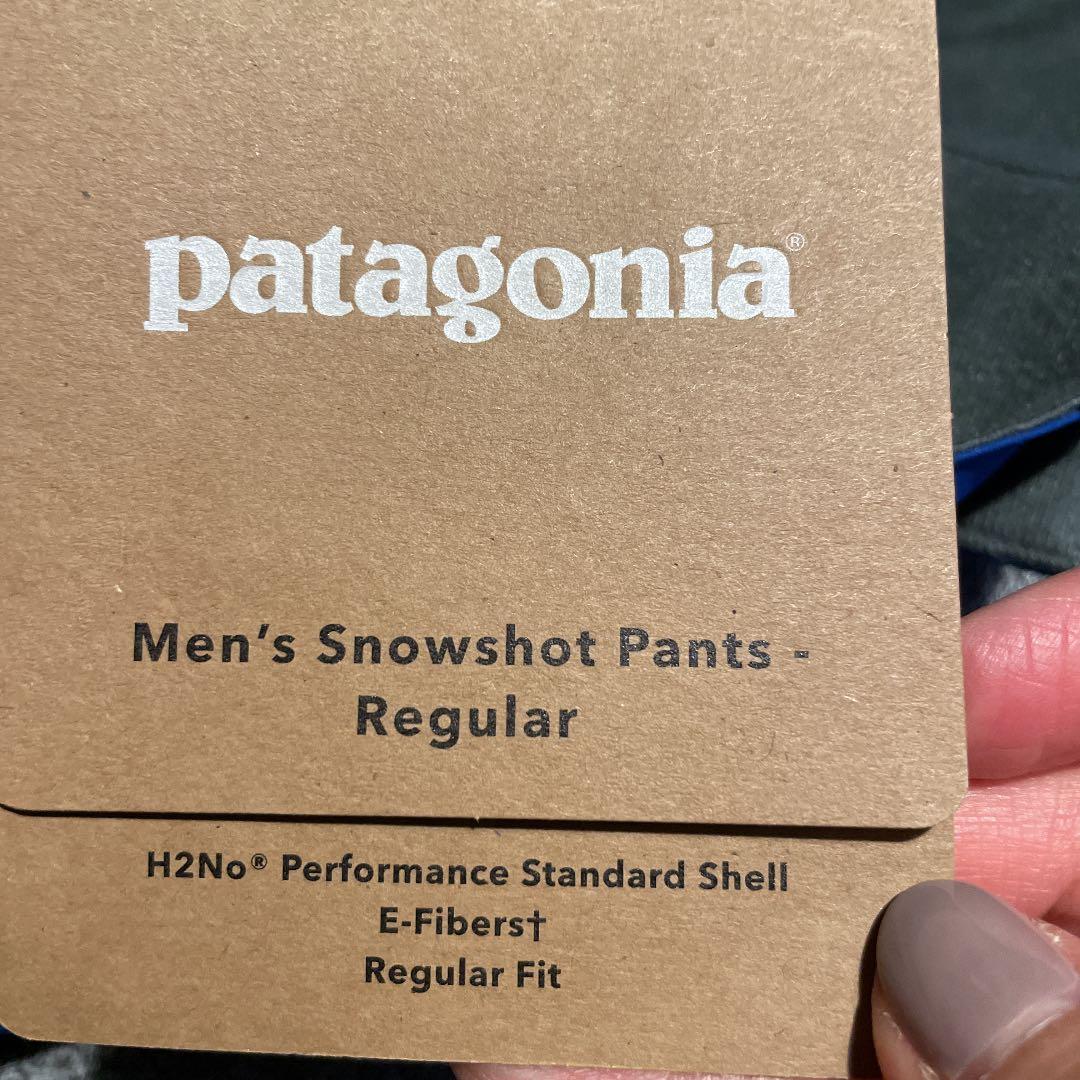 patagonia®
Men's Snowshot Pants -
Regular
H2No® Performance Standard Shell
E-Fibers†
Regular Fit